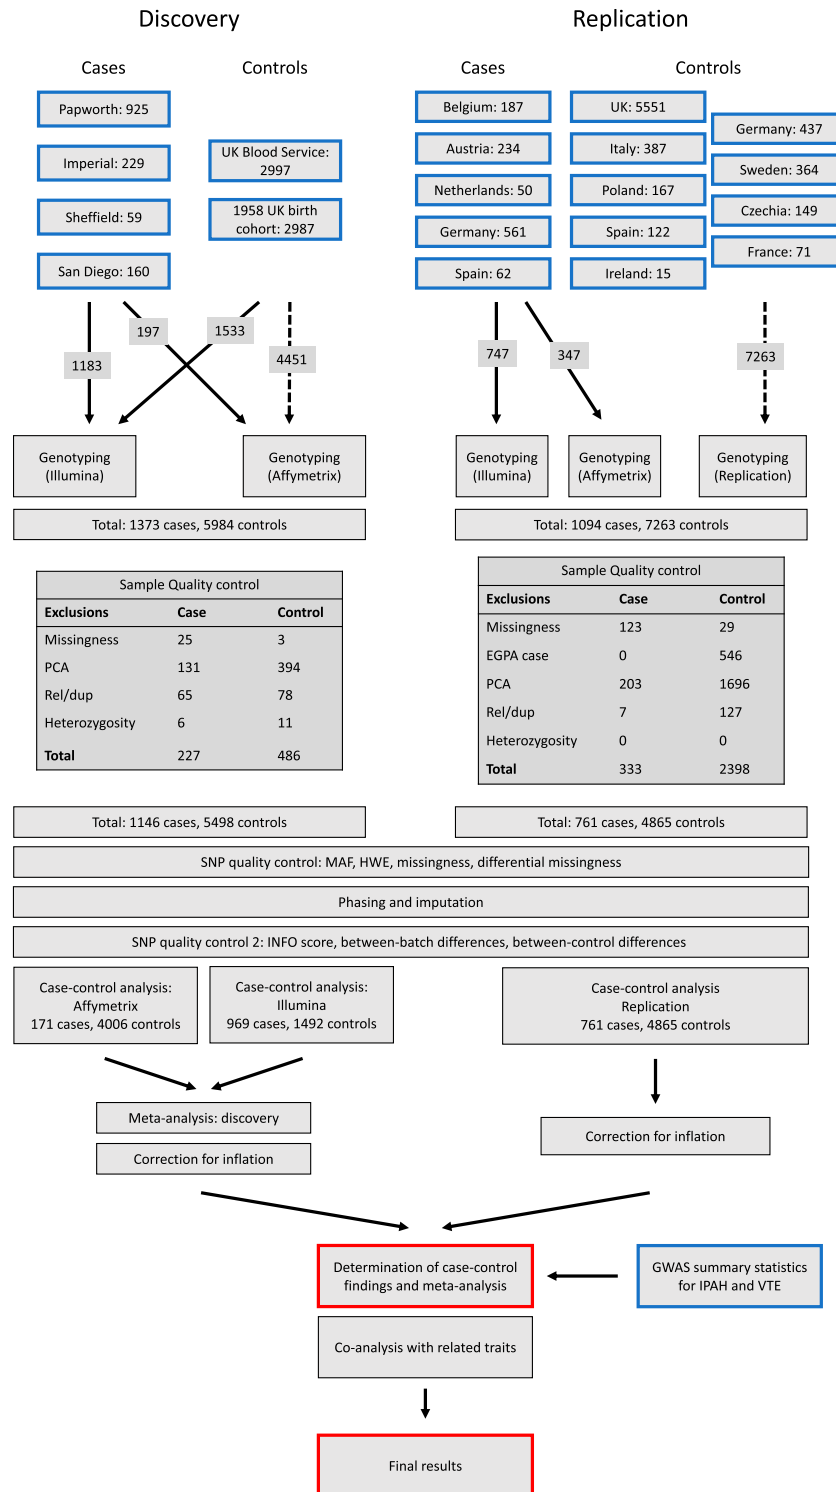 Discovery
Replication
Cases
Controls
Cases
Controls
Papworth: 925
Imperial: 229
Sheffield: 59
San Diego: 160
UK Blood Service:
2997
1958 UK birth
cohort: 2987
Belgium: 187
Austria: 234
Netherlands: 50
Germany: 561
Spain: 62
UK: 5551
Italy: 387
Poland: 167
Spain: 122
Ireland: 15
Germany: 437
Sweden: 364
Czechia: 149
France: 71
1183
197
1533
4451
747
347
7263
Genotyping
(Illumina)
Genotyping
(Affymetrix)
Genotyping
(Illumina)
Genotyping
(Affymetrix)
Genotyping
(Replication)
Total: 1373 cases, 5984 controls
Total: 1094 cases, 7263 controls
Sample Quality control
Exclusions Case Control
Missingness 25 3
PCA 131 394
Rel/dup 65 78
Heterozygosity 6 11
Total 227 486
Sample Quality control
Exclusions Case Control
Missingness 123 29
EGPA case 0 546
PCA 203 1696
Rel/dup 7 127
Heterozygosity 0 0
Total 333 2398
Total: 1146 cases, 5498 controls
Total: 761 cases, 4865 controls
SNP quality control: MAF, HWE, missingness, differential missingness
Phasing and imputation
SNP quality control 2: INFO score, between-batch differences, between-control differences
Case-control analysis:
Affymetrix
171 cases, 4006 controls
Case-control analysis:
Illumina
969 cases, 1492 controls
Case-control analysis
Replication
761 cases, 4865 controls
Meta-analysis: discovery
Correction for inflation
Correction for inflation
Determination of case-control
findings and meta-analysis
GWAS summary statistics
for IPAH and VTE
Co-analysis with related traits
Final results